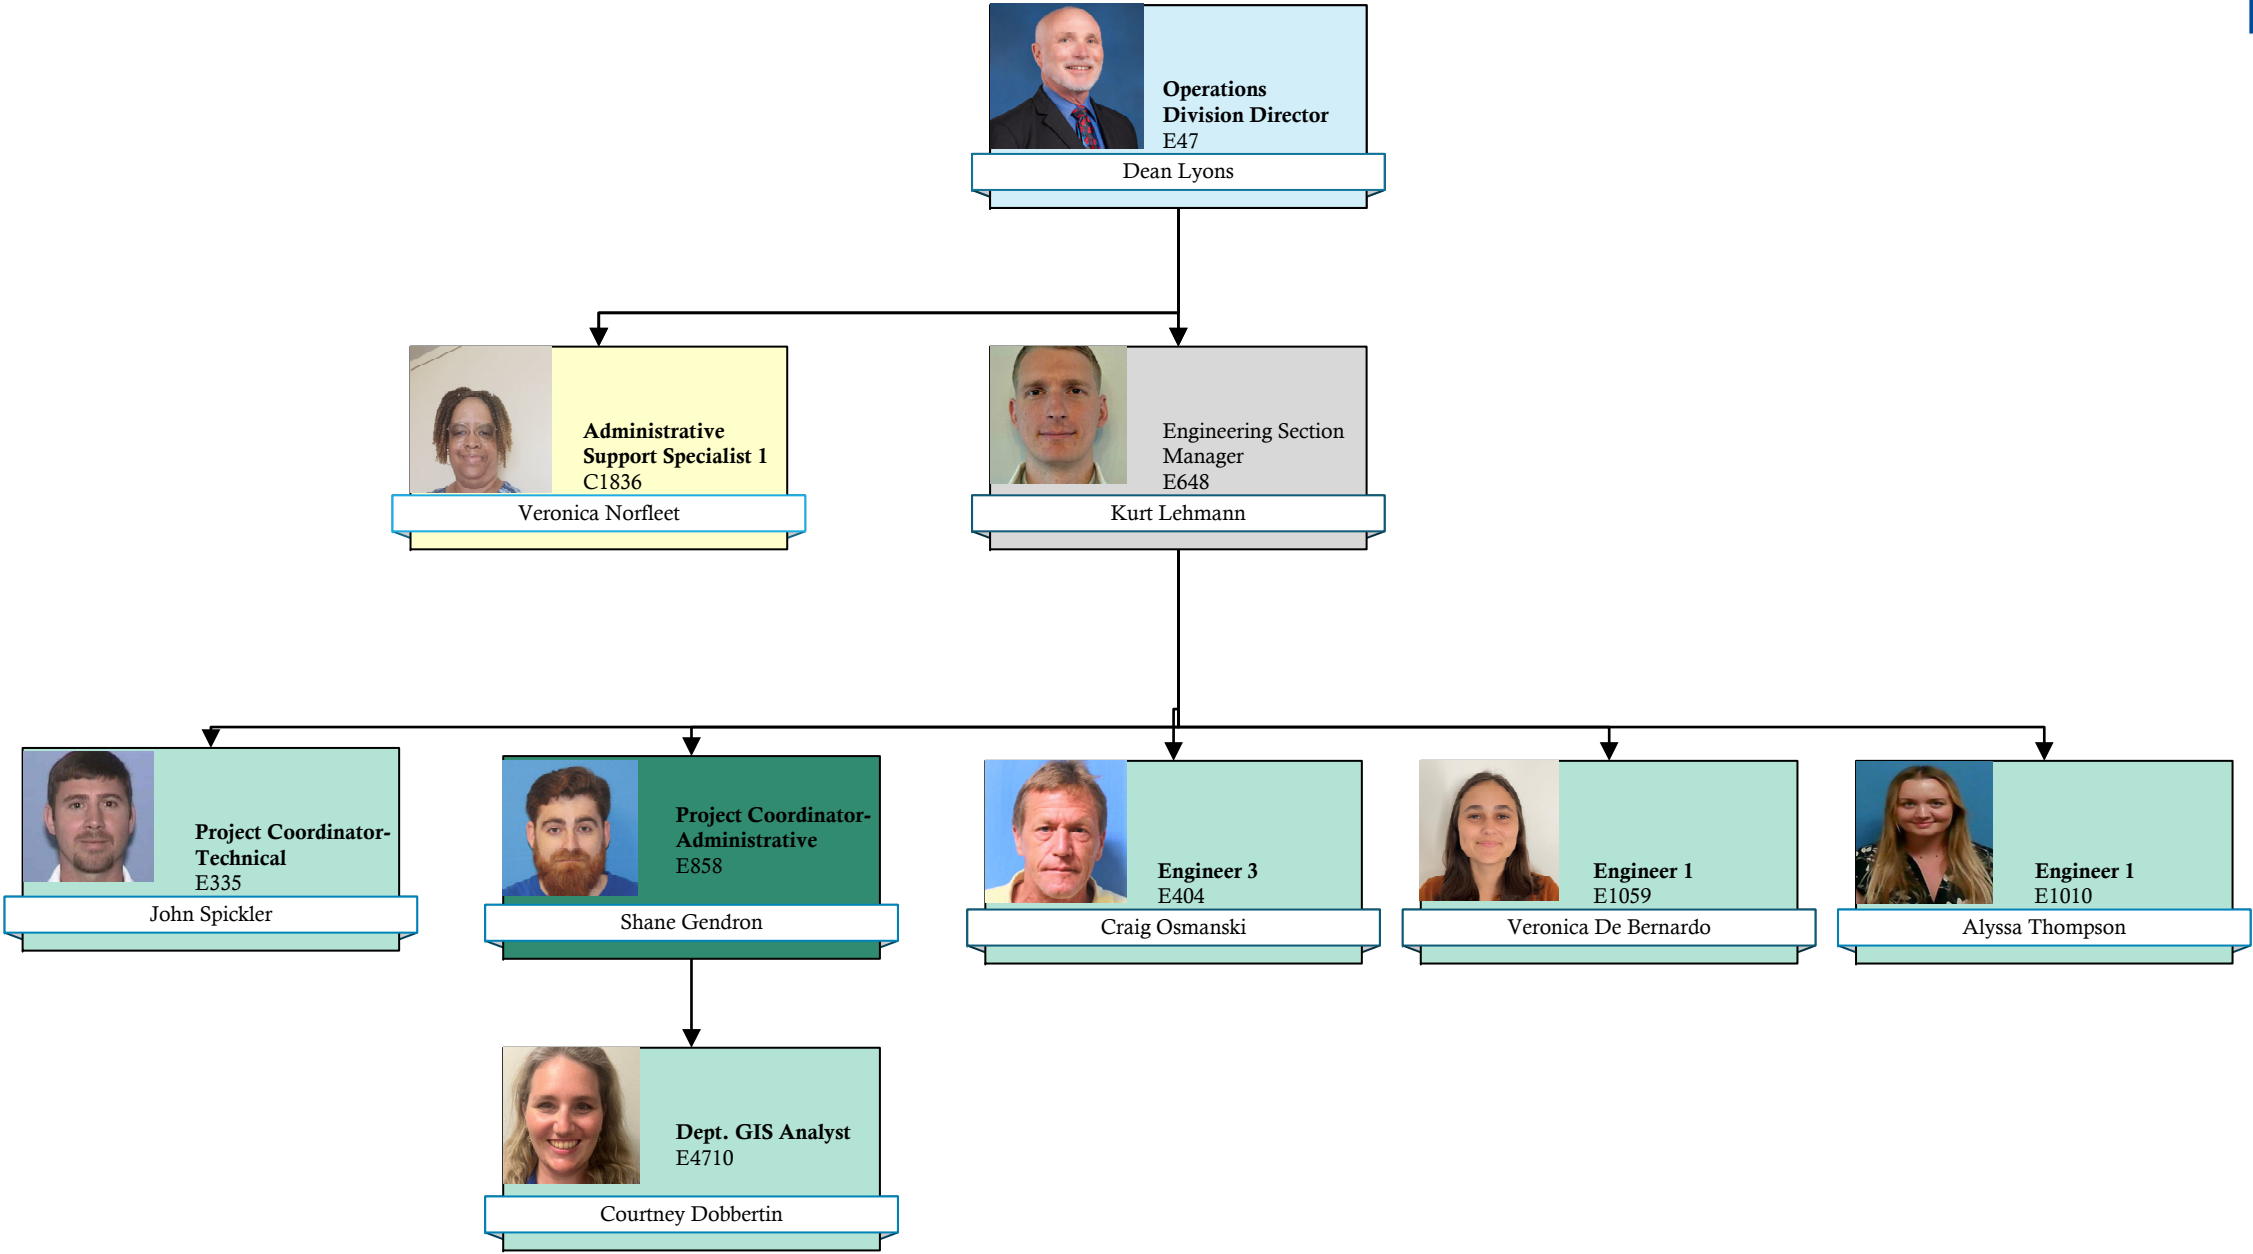 Operations
Division Director
E47
Dean Lyons
Administrative
Support Specialist 1
C1836
Veronica Norfleet
Engineering Section
Manager
E648
Kurt Lehmann
Project Coordinator-
Technical
E335
John Spickler
Project Coordinator-
Administrative
E858
Shane Gendron
Engineer 3
E404
Craig Osmanski
Engineer 1
E1059
Veronica De Bernardo
Engineer 1
E1010
Alyssa Thompson
Dept. GIS Analyst
E4710
Courtney Dobbertin